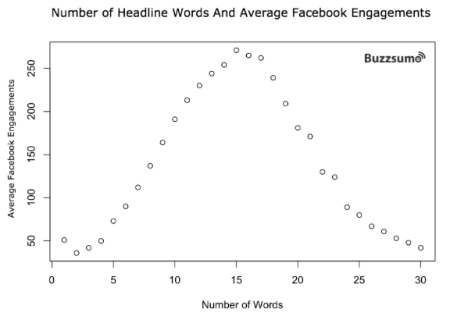 Number of Headline Words And Average Facebook Engagements
Buzzsumo
Average Facebook Engagements
250
200
150
100
50
0 5 10 15 20 25 30
Number of Words